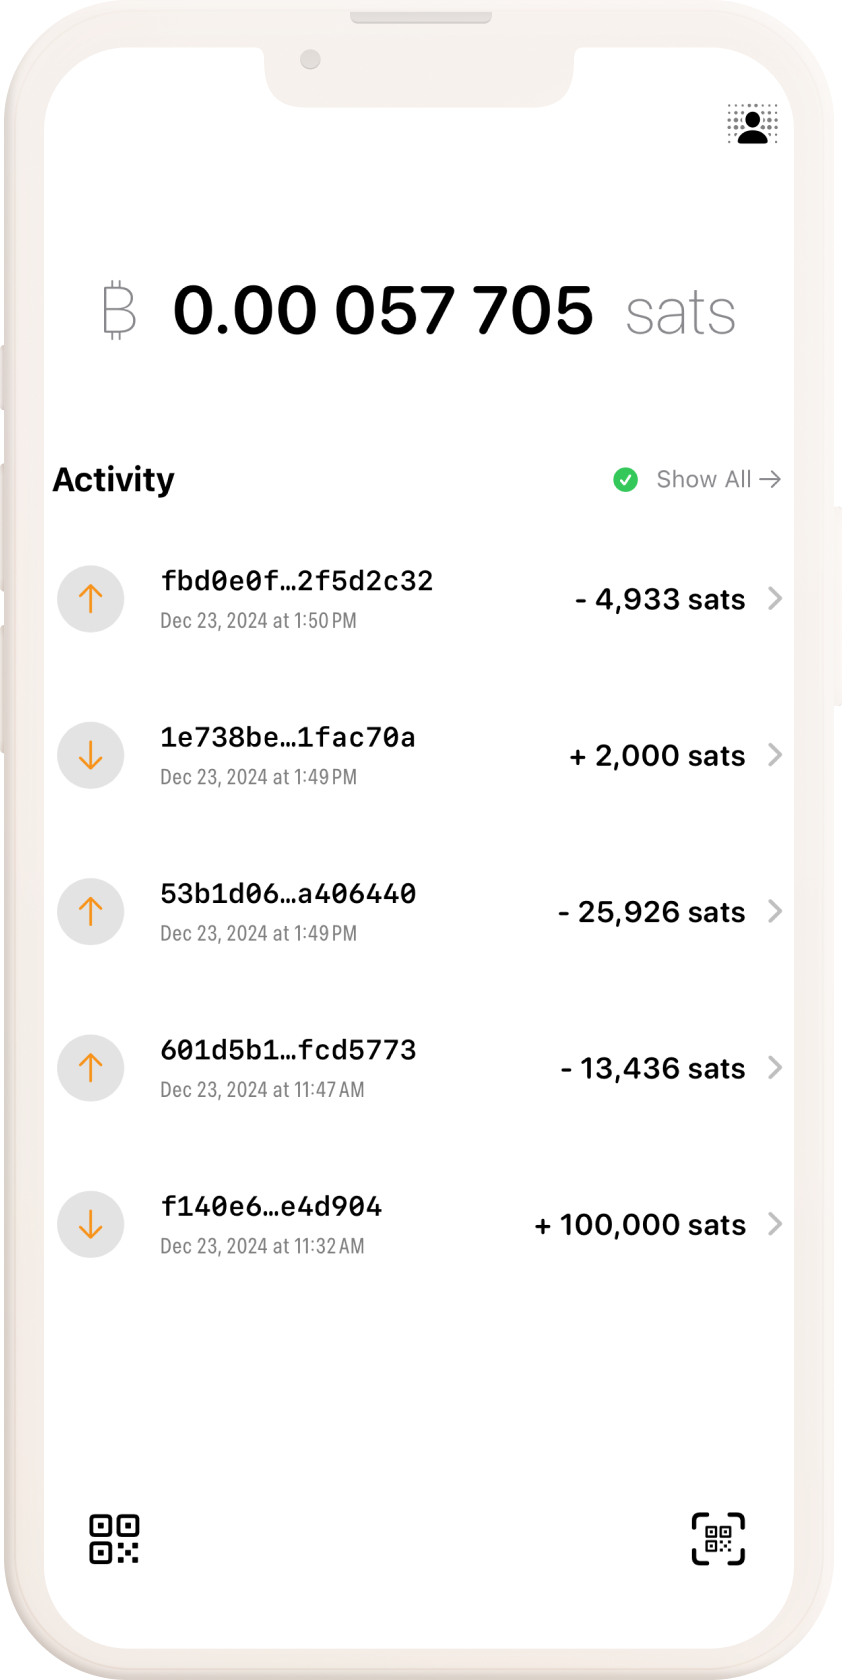 ₿ 0.00 057 705 sats
Activity
Show All →
fbd0e0f…2f5d2c32
- 4,933 sats
Dec 23, 2024 at 1:50 PM
1e738be…1fac70a
+ 2,000 sats
Dec 23, 2024 at 1:49 PM
53b1d06…a406440
- 25,926 sats
Dec 23, 2024 at 1:49 PM
601d5b1…fcd5773
- 13,436 sats
Dec 23, 2024 at 11:47 AM
f140e6…e4d904
+ 100,000 sats
Dec 23, 2024 at 11:32 AM